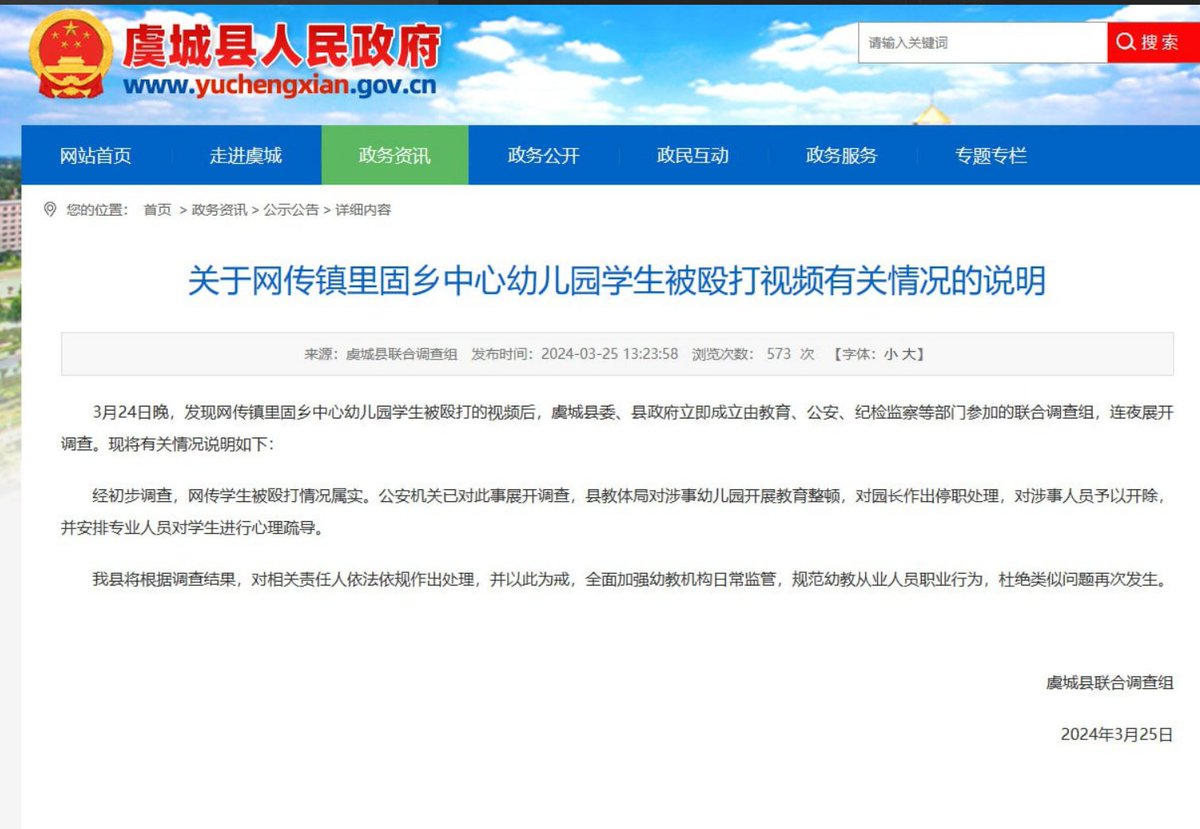 虞城县人民政府
www.yuchengxian.gov.cn
请输入关键词
搜索
网站首页 走进虞城 政务资讯 政务公开 政民互动 政务服务 专题专栏
您的位置： 首页 > 政务资讯 > 公示公告 > 详细内容
关于网传镇里固乡中心幼儿园学生被殴打视频有关情况的说明
来源：虞城县联合调查组 发布时间：2024-03-25 13:23:58 浏览次数： 573 次 【字体：小 大】
3月24日晚，发现网传镇里固乡中心幼儿园学生被殴打的视频后，虞城县委、县政府立即成立由教育、公安、纪检监察等部门参加的联合调查组，连夜展开
调查。现将有关情况说明如下：
经初步调查，网传学生被殴打情况属实。公安机关已对此事展开调查，县教体局对涉事幼儿园开展教育整顿，对园长作出停职处理，对涉事人员予以开除，
并安排专业人员对学生进行心理疏导。
我县将根据调查结果，对相关责任人依法依规作出处理，并以此为戒，全面加强幼教机构日常监管，规范幼教从业人员职业行为，杜绝类似问题再次发生。
虞城县联合调查组
2024年3月25日